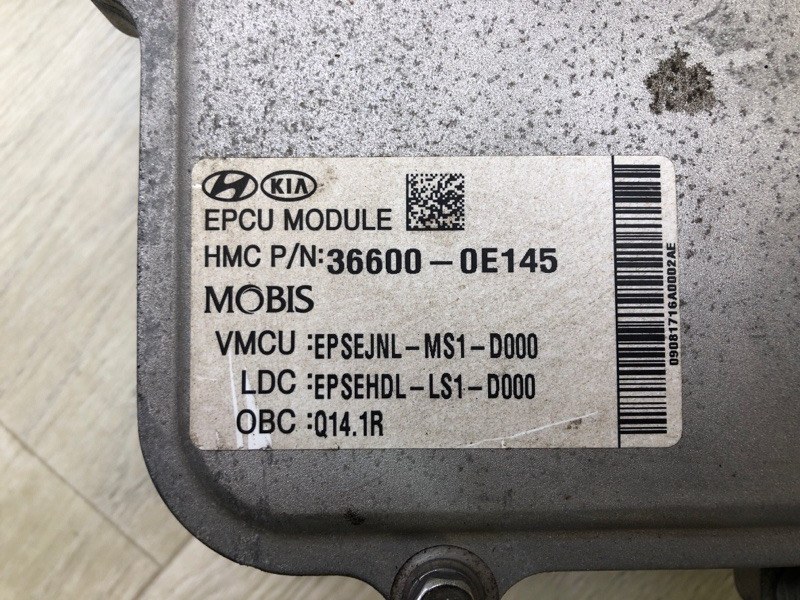 KIA
EPCU MODULE
HMC P/N:36600-0E145
MOBIS
VMCU :EPSEJNL-MS1-D000
LDC :EPSEHDL-LS1-D000
OBC :Q14.1R
09081716A0002AE